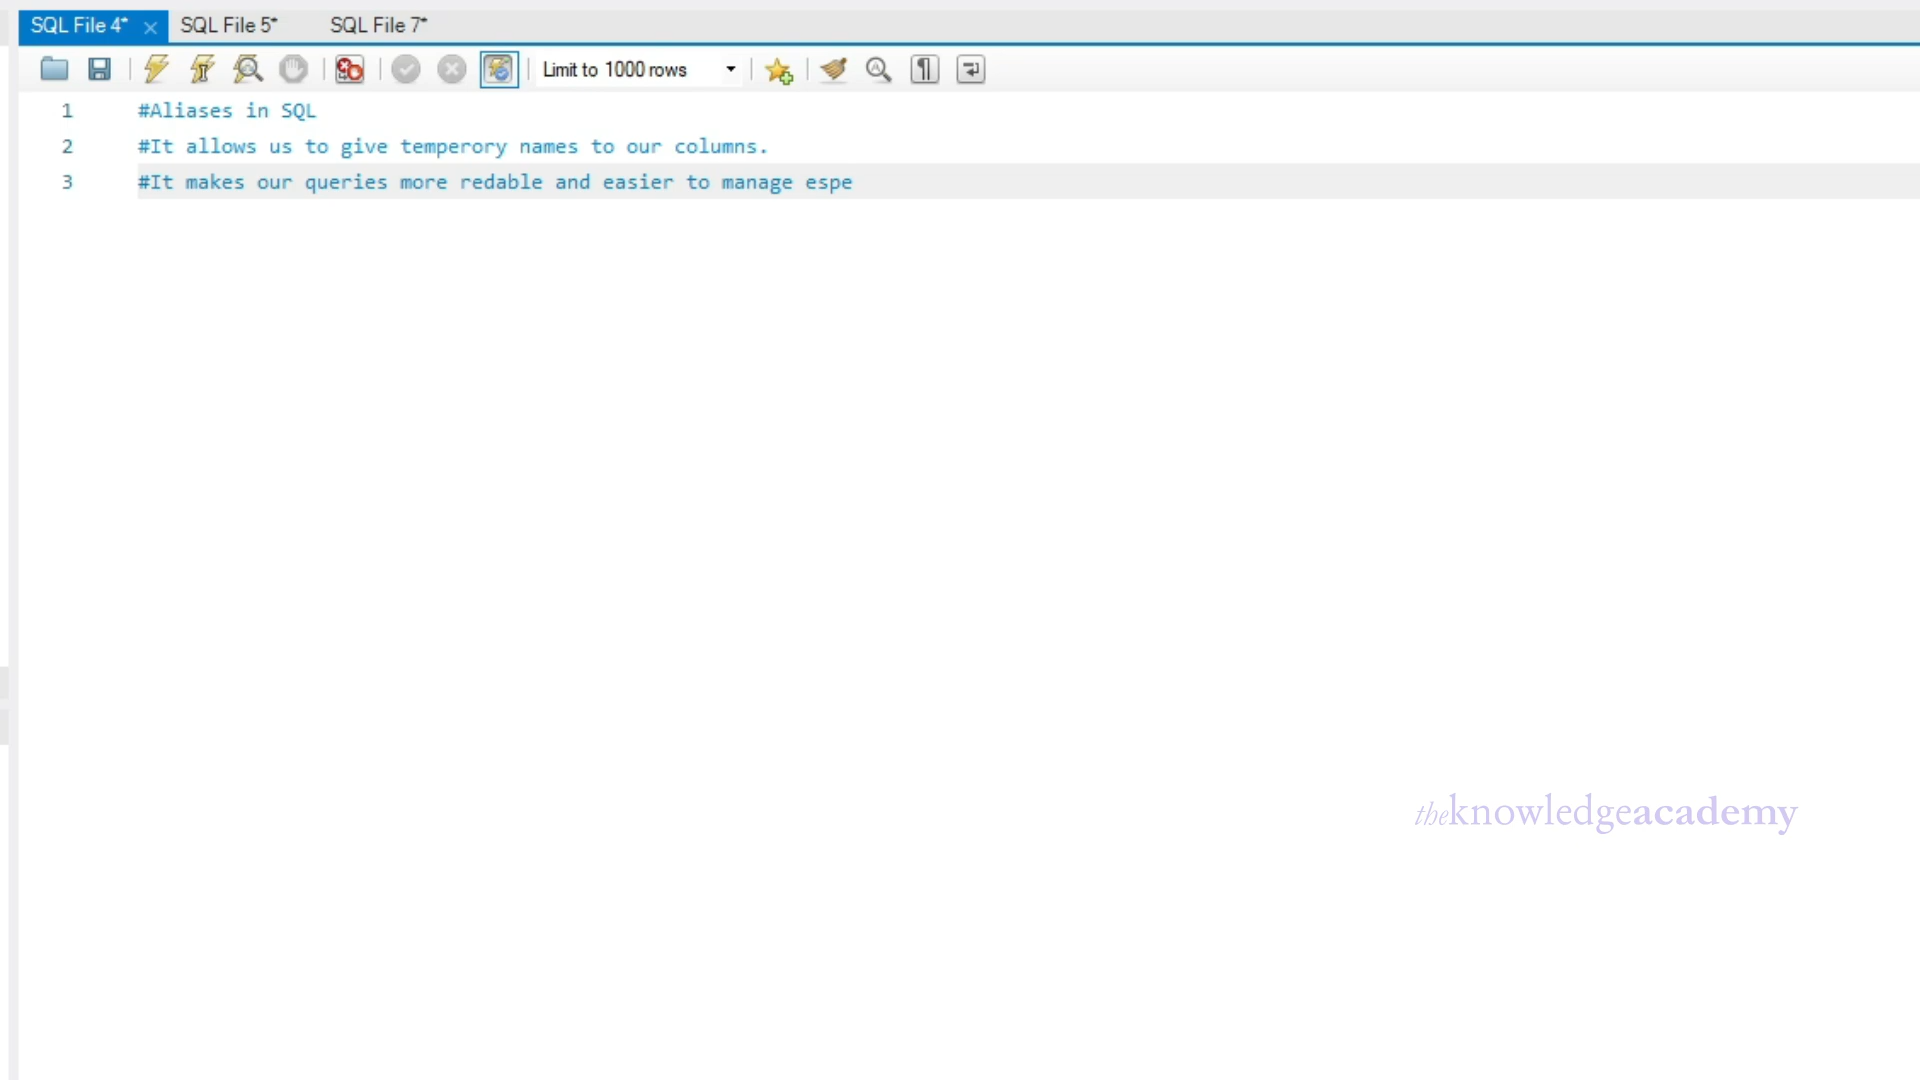 SQL File 4* SQL File 5* SQL File 7*
Limit to 1000 rows
1 #Aliases in SQL
2 #It allows us to give temperory names to our columns.
3 #It makes our queries more redable and easier to manage espe
theknowledgeacademy